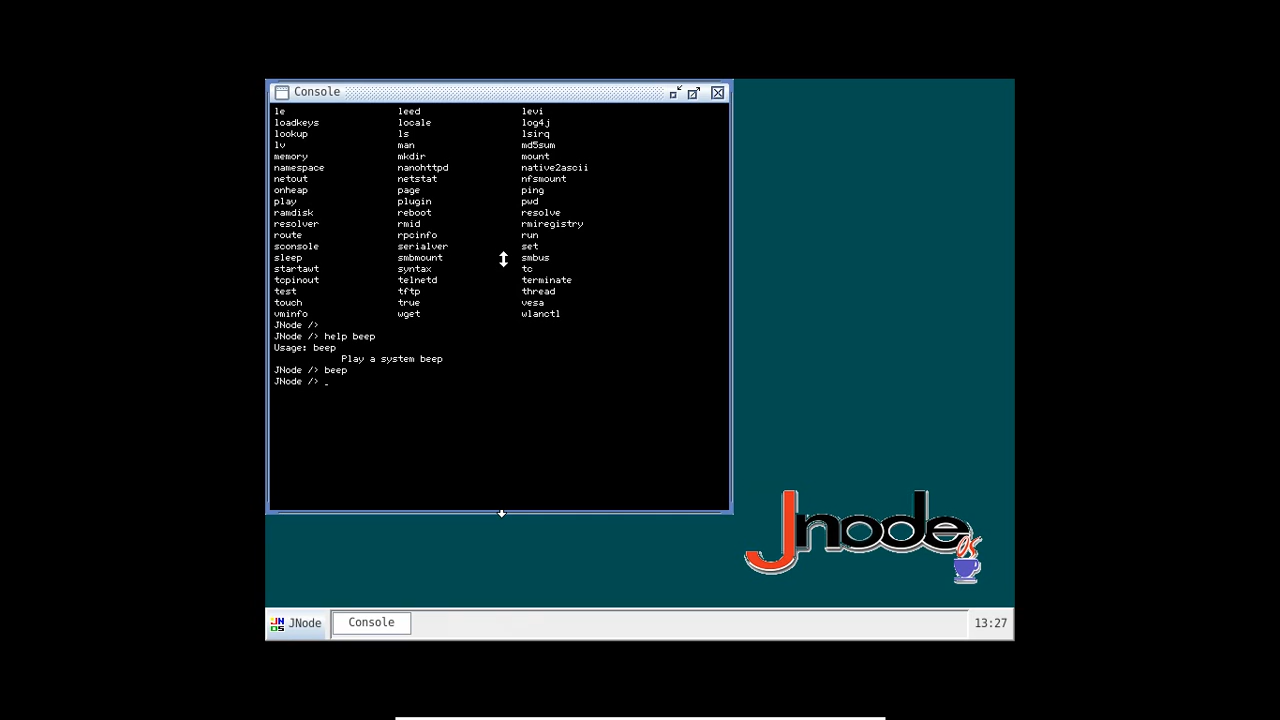 Console
le leed levi
loadkeys locale log4j
lookup ls lsirq
lv man md5sum
memory mkdir mount
namespace nanohttpd native2ascii
netout netstat nfsmount
onheap page ping
play plugin pwd
ramdisk reboot resolve
resolver rmid rmiregistry
route rpcinfo run
sconsole serialver set
sleep smbmount smbus
startawt syntax tc
tcpinout telnetd terminate
test tftp thread
touch true vesa
vminfo wget wlanctl
JNode />
JNode /> help beep
Usage: beep
Play a system beep
JNode /> beep
JNode /> _
Jnode OS
JNOS JNode Console 13:27